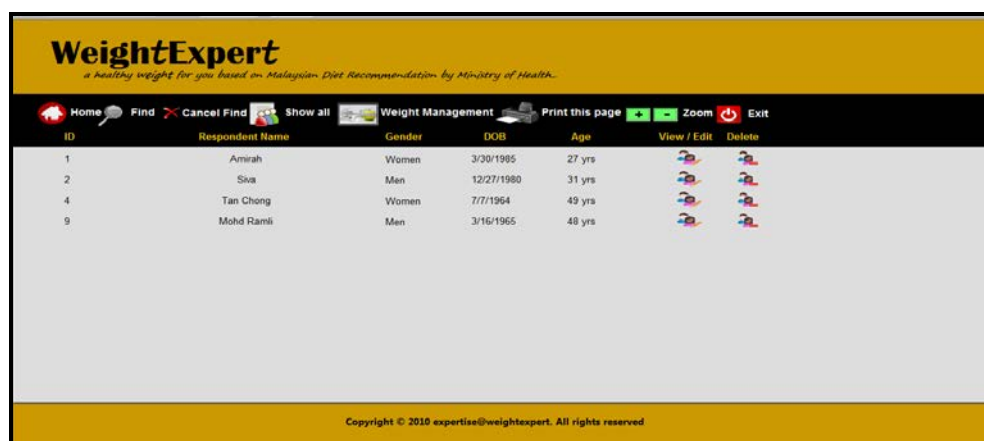 WeightExpert
a healthy weight for you based on Malaysian Diet Recommendation by Ministry of Health.
Home Find Cancel Find Show all Weight Management Print this page + - Zoom Exit
ID Respondent Name Gender DOB Age View / Edit Delete
1 Amirah Women 3/30/1985 27 yrs
2 Siva Men 12/27/1980 31 yrs
4 Tan Chong Women 7/7/1964 49 yrs
9 Mohd Ramli Men 3/16/1965 48 yrs
Copyright © 2010 expertise@weightexpert. All rights reserved